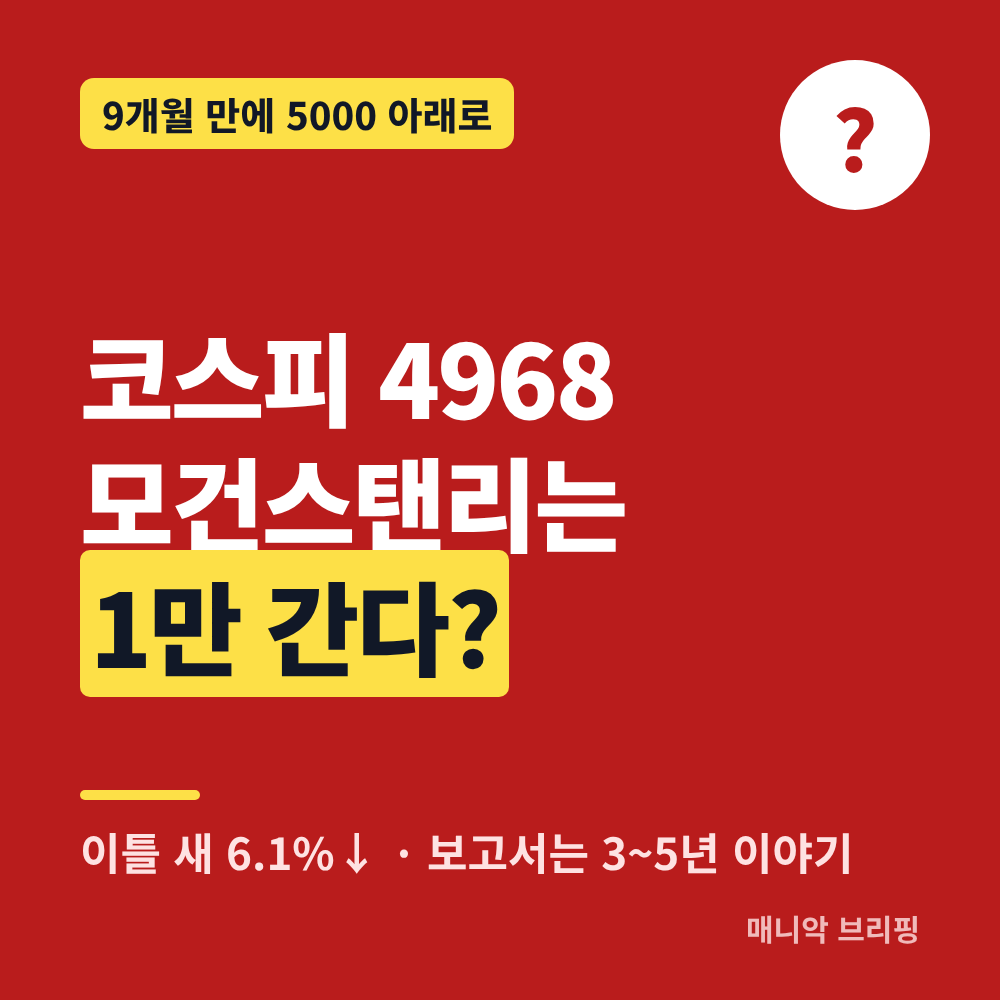 9개월 만에 5000 아래로
?
코스피 4968
모건스탠리는
1만 간다?
이틀 새 6.1%↓ · 보고서는 3~5년 이야기
매니악 브리핑